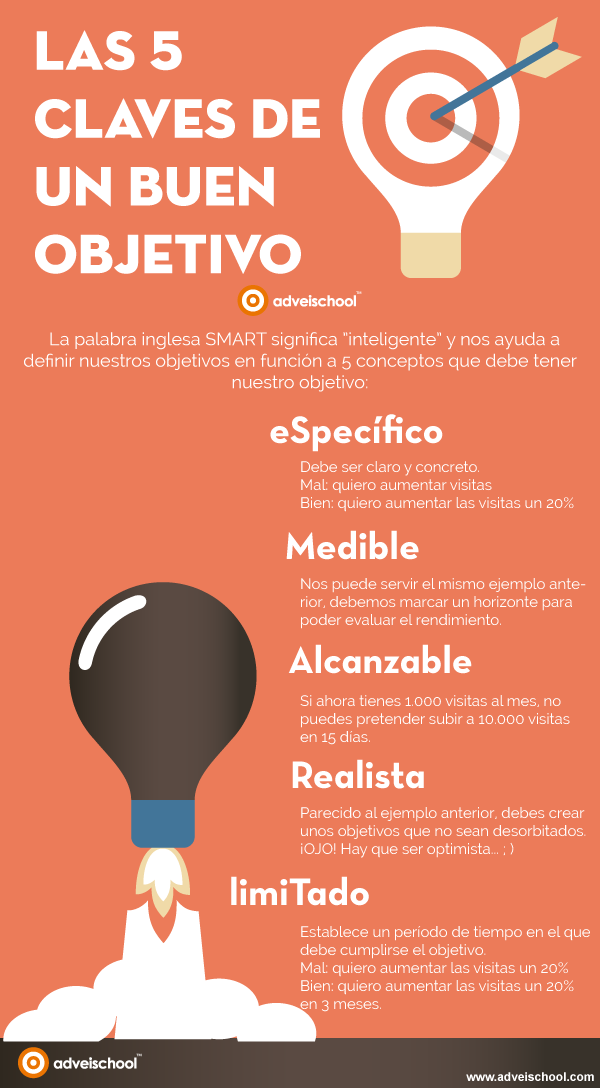 LAS 5
CLAVES DE
UN BUEN
OBJETIVO
adveischool™
La palabra inglesa SMART significa "inteligente" y nos ayuda a
definir nuestros objetivos en función a 5 conceptos que debe tener
nuestro objetivo:
eSpecífico
Debe ser claro y concreto.
Mal: quiero aumentar visitas
Bien: quiero aumentar las visitas un 20%
Medible
Nos puede servir el mismo ejemplo ante-
rior, debemos marcar un horizonte para
poder evaluar el rendimiento.
Alcanzable
Si ahora tienes 1.000 visitas al mes, no
puedes pretender subir a 10.000 visitas
en 15 días.
Realista
Parecido al ejemplo anterior, debes crear
unos objetivos que no sean desorbitados.
¡OJO! Hay que ser optimista... ; )
limiTado
Establece un período de tiempo en el que
debe cumplirse el objetivo.
Mal: quiero aumentar las visitas un 20%
Bien: quiero aumentar las visitas un 20%
en 3 meses.
adveischool™
www.adveischool.com